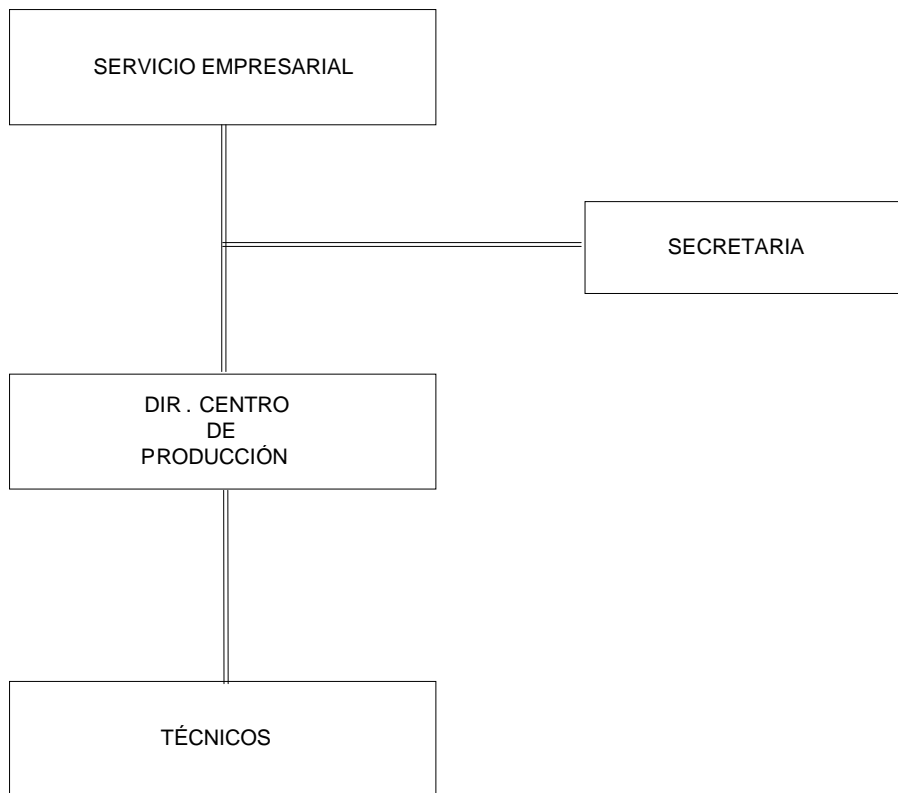 SERVICIO EMPRESARIAL
SECRETARIA
DIR . CENTRO
DE
PRODUCCIÓN
TÉCNICOS